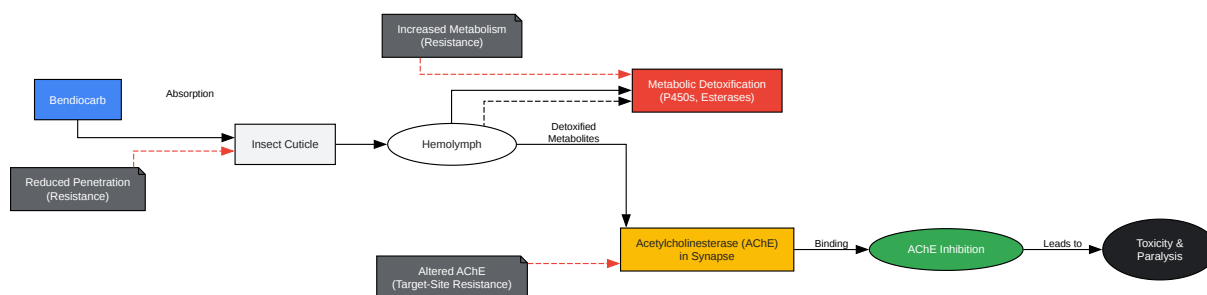 Increased Metabolism
(Resistance)
Bendiocarb
Absorption
Metabolic Detoxification
(P450s, Esterases)
Insect Cuticle
Hemolymph
Detoxified
Metabolites
Reduced Penetration
(Resistance)
Acetylcholinesterase (AChE)
in Synapse
Binding
AChE Inhibition
Leads to
Toxicity &
Paralysis
Altered AChE
(Target-Site Resistance)